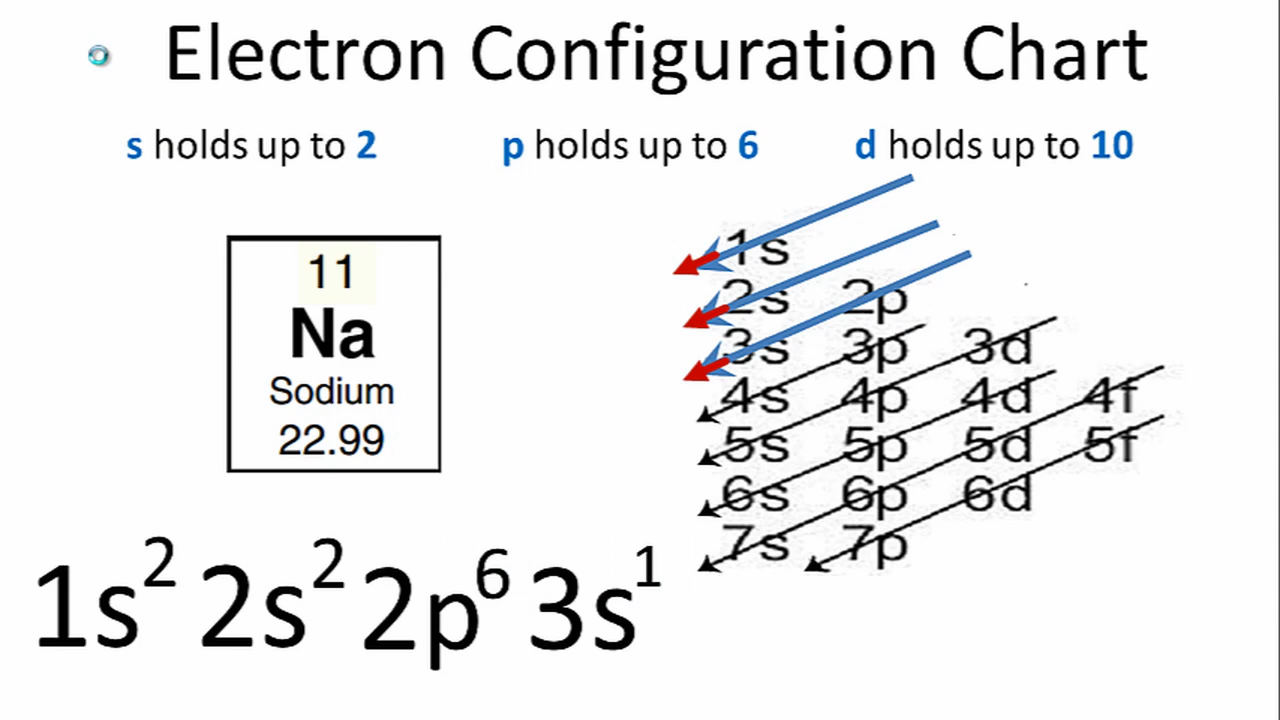 Electron Configuration Chart
s holds up to 2 p holds up to 6 d holds up to 10
11
Na
Sodium
22.99
1s
2s 2p
3s 3p 3d
4s 4p 4d 4f
5s 5p 5d 5f
6s 6p 6d
7s 7p
1s² 2s² 2p⁶ 3s¹